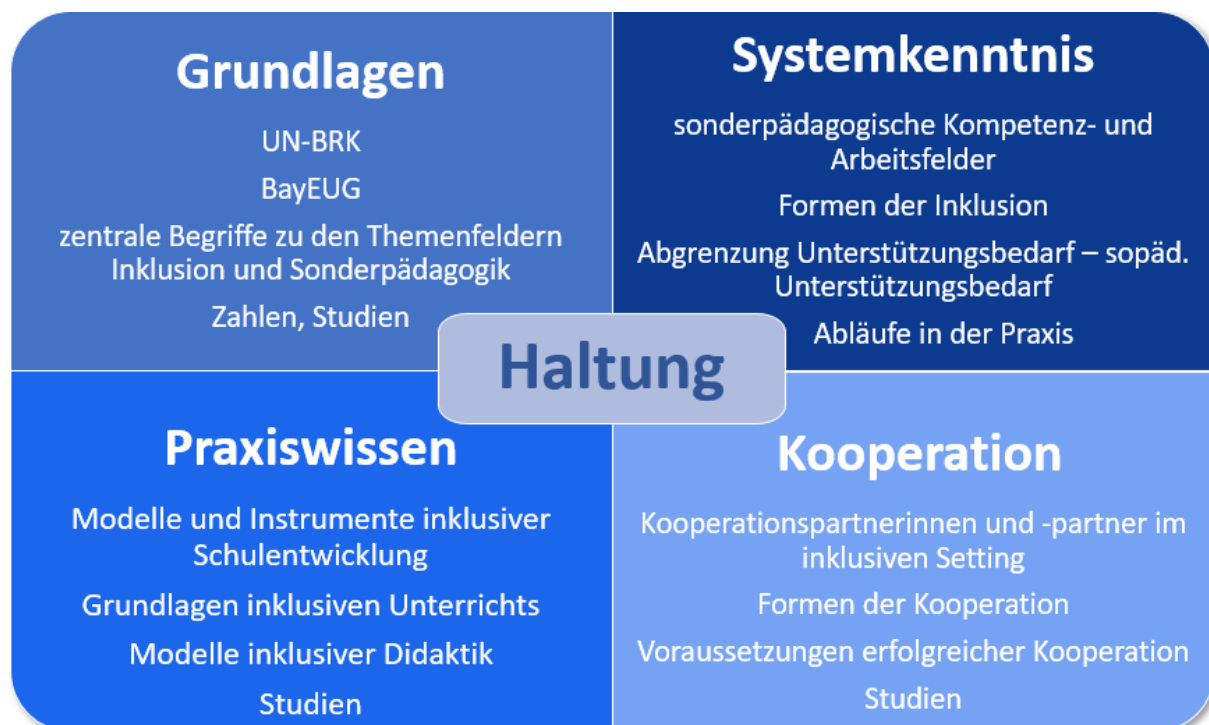 Grundlagen
UN-BRK
BayEUG
zentrale Begriffe zu den Themenfeldern
Inklusion und Sonderpädagogik
Zahlen, Studien
Systemkenntnis
sonderpädagogische Kompetenz- und
Arbeitsfelder
Formen der Inklusion
Abgrenzung Unterstützungsbedarf – sopäd.
Unterstützungsbedarf
Abläufe in der Praxis
Haltung
Praxiswissen
Modelle und Instrumente inklusiver
Schulentwicklung
Grundlagen inklusiven Unterrichts
Modelle inklusiver Didaktik
Studien
Kooperation
Kooperationspartnerinnen und -partner im
inklusiven Setting
Formen der Kooperation
Voraussetzungen erfolgreicher Kooperation
Studien